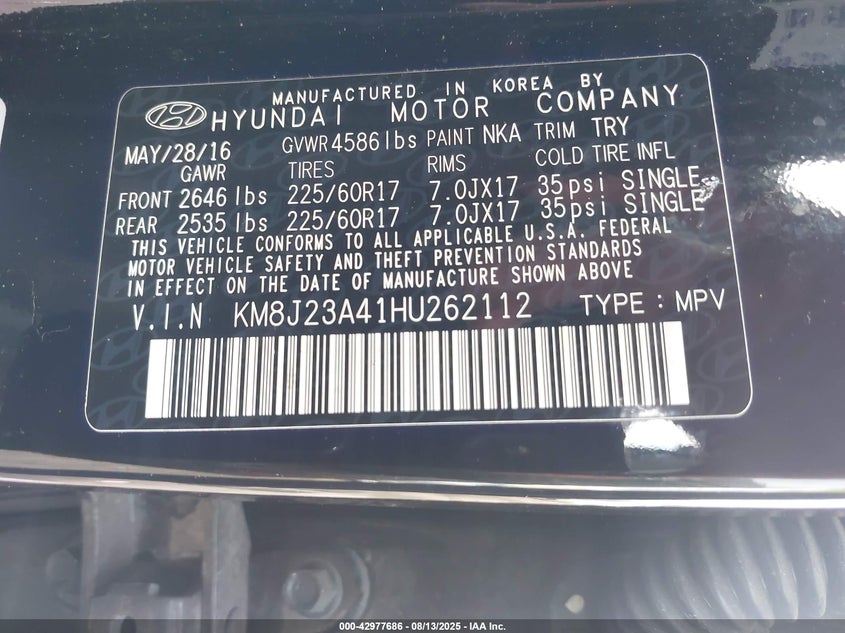 MANUFACTURED IN KOREA BY
HYUNDAI MOTOR COMPANY
MAY/28/16 GVWR 4586 lbs PAINT NKA TRIM TRY
GAWR TIRES RIMS COLD TIRE INFL
FRONT 2646 lbs 225/60R17 7.0JX17 35psi SINGLE
REAR 2535 lbs 225/60R17 7.0JX17 35psi SINGLE
THIS VEHICLE CONFORMS TO ALL APPLICABLE U.S.A. FEDERAL
MOTOR VEHICLE SAFETY AND THEFT PREVENTION STANDARDS
IN EFFECT ON THE DATE OF MANUFACTURE SHOWN ABOVE
V.I.N KM8J23A41HU262112 TYPE : MPV
000-42977686 - 08/13/2025 - IAA Inc.